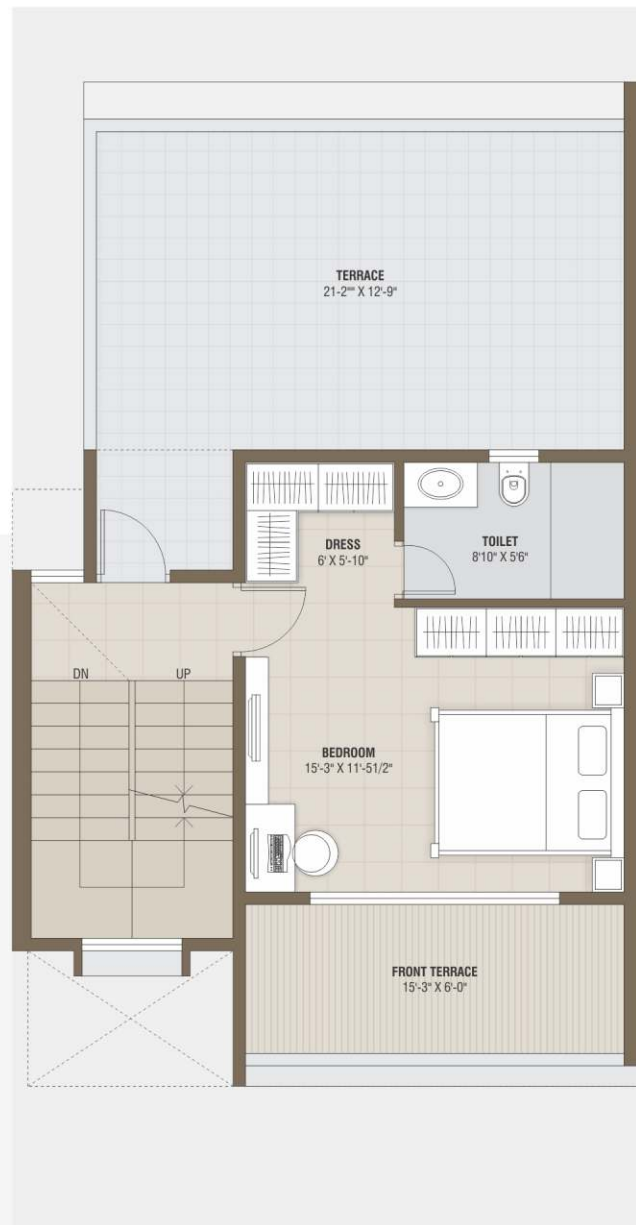 TERRACE
21-2"" X 12'-9"
DRESS
6' X 5'-10"
TOILET
8'10" X 5'6"
DN
UP
BEDROOM
15'-3" X 11'-51/2"
FRONT TERRACE
15'-3" X 6'-0"